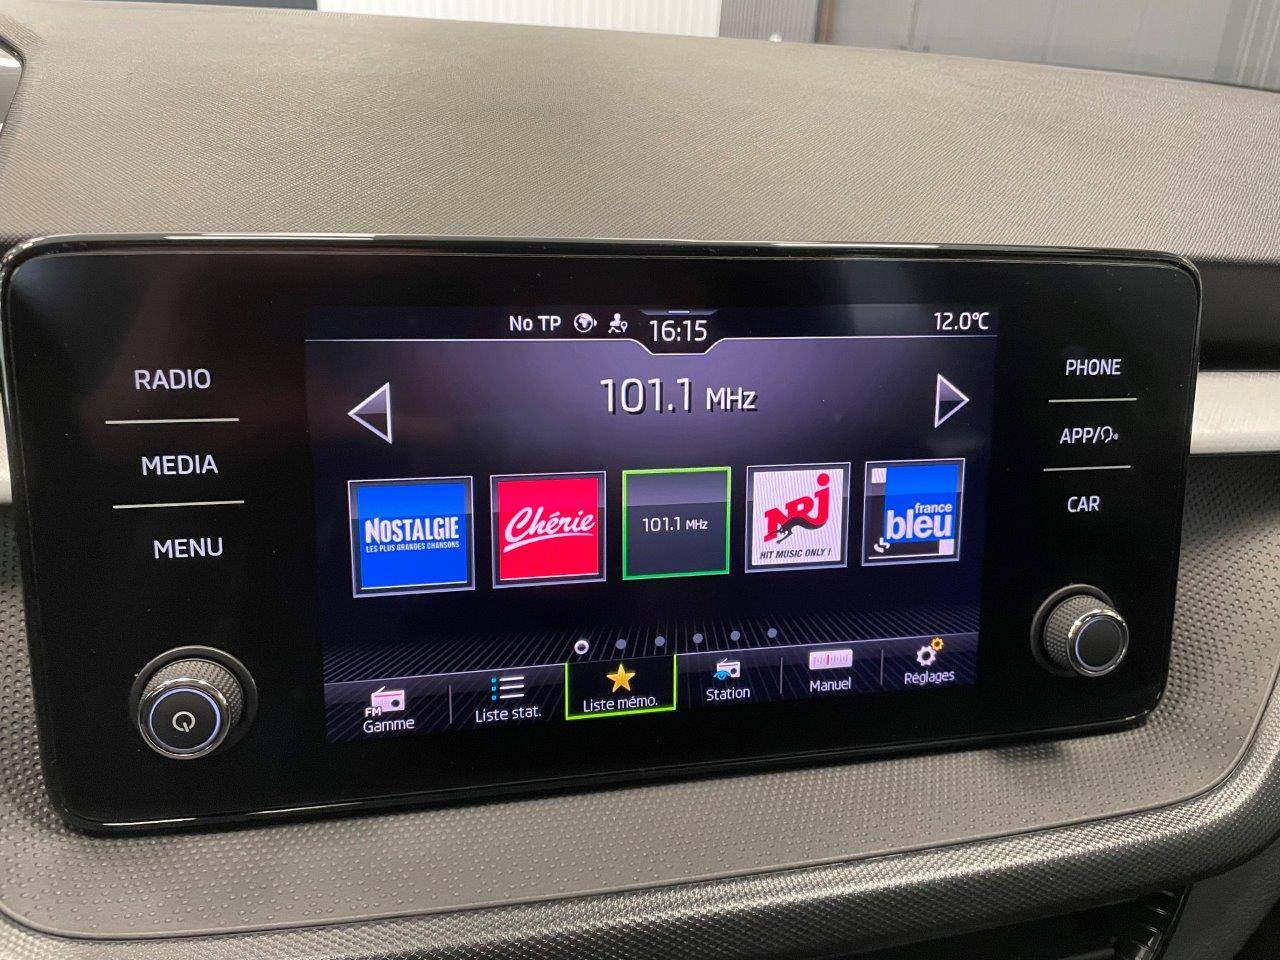 No TP
16:15
12.0°C
RADIO
MEDIA
MENU
101.1 MHz
PHONE
APP/
CAR
NOSTALGIE
LES PLUS GRANDES CHANSONS
Chérie
101.1 MHz
NRJ
HIT MUSIC ONLY !
france
bleu
FM
Gamme
Liste stat.
Liste mémo.
Station
Manuel
Réglages